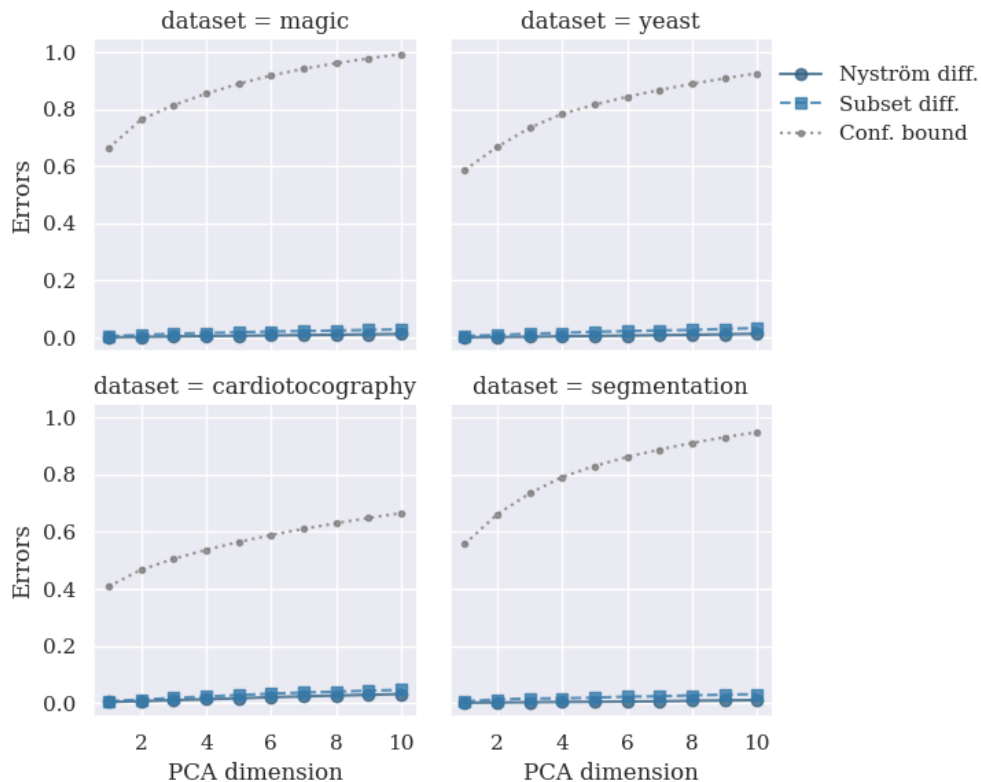 dataset = magic
dataset = yeast
Errors
1.0
0.8
0.6
0.4
0.2
0.0
Nyström diff.
Subset diff.
Conf. bound
dataset = cardiotocography
dataset = segmentation
Errors
1.0
0.8
0.6
0.4
0.2
0.0
2 4 6 8 10
PCA dimension
2 4 6 8 10
PCA dimension